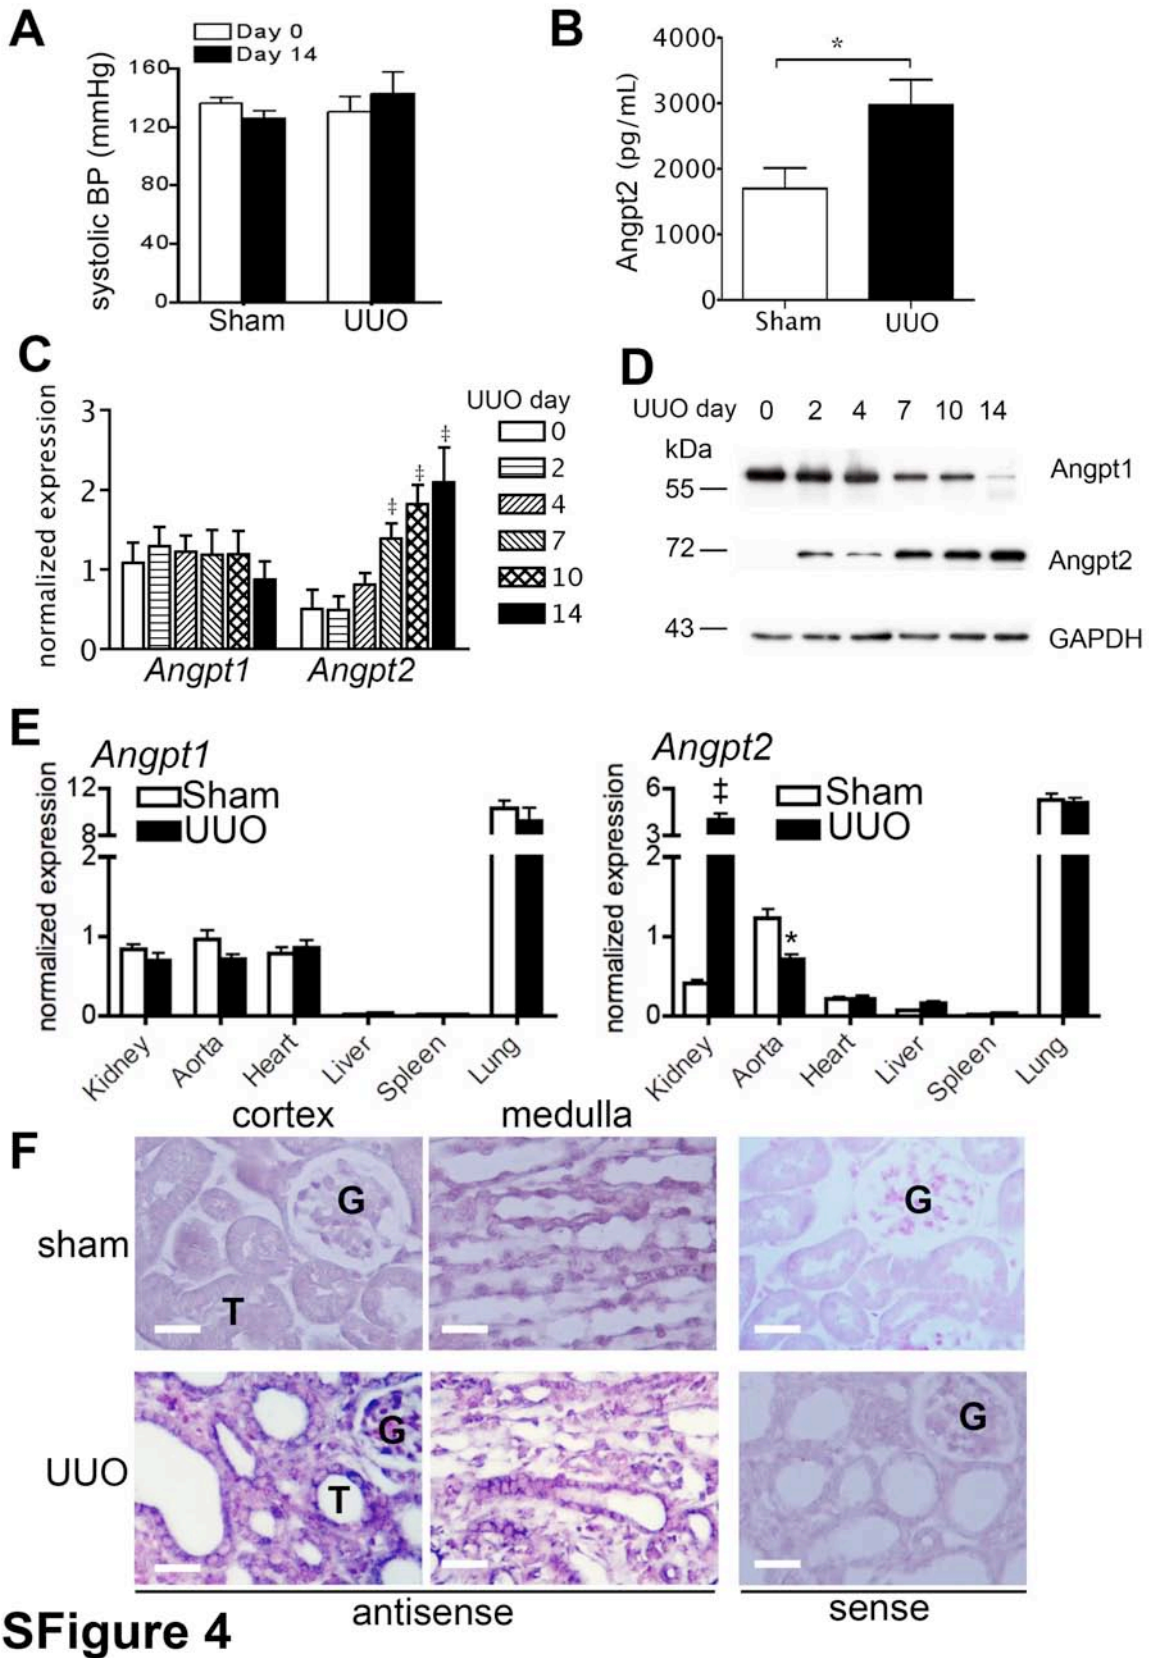 A
Day 0
Day 14
systolic BP (mmHg)
160
120
80
40
0
Sham
UUO
B
Angpt2 (pg/mL)
4000
3000
2000
1000
0
*
Sham
UUO
C
normalized expression
3
2
1
0
‡
‡
‡
Angpt1
Angpt2
UUO day
0
2
4
7
10
14
D
UUO day 0 2 4 7 10 14
kDa
55
Angpt1
72
Angpt2
43
GAPDH
E
Angpt1
normalized expression
12
8
2
1
0
Sham
UUO
Kidney
Aorta
Heart
Liver
Spleen
Lung
Angpt2
normalized expression
6
3
2
1
0
‡
*
Sham
UUO
Kidney
Aorta
Heart
Liver
Spleen
Lung
F
cortex
medulla
sham
G
T
G
UUO
G
T
G
antisense
sense
SFigure 4